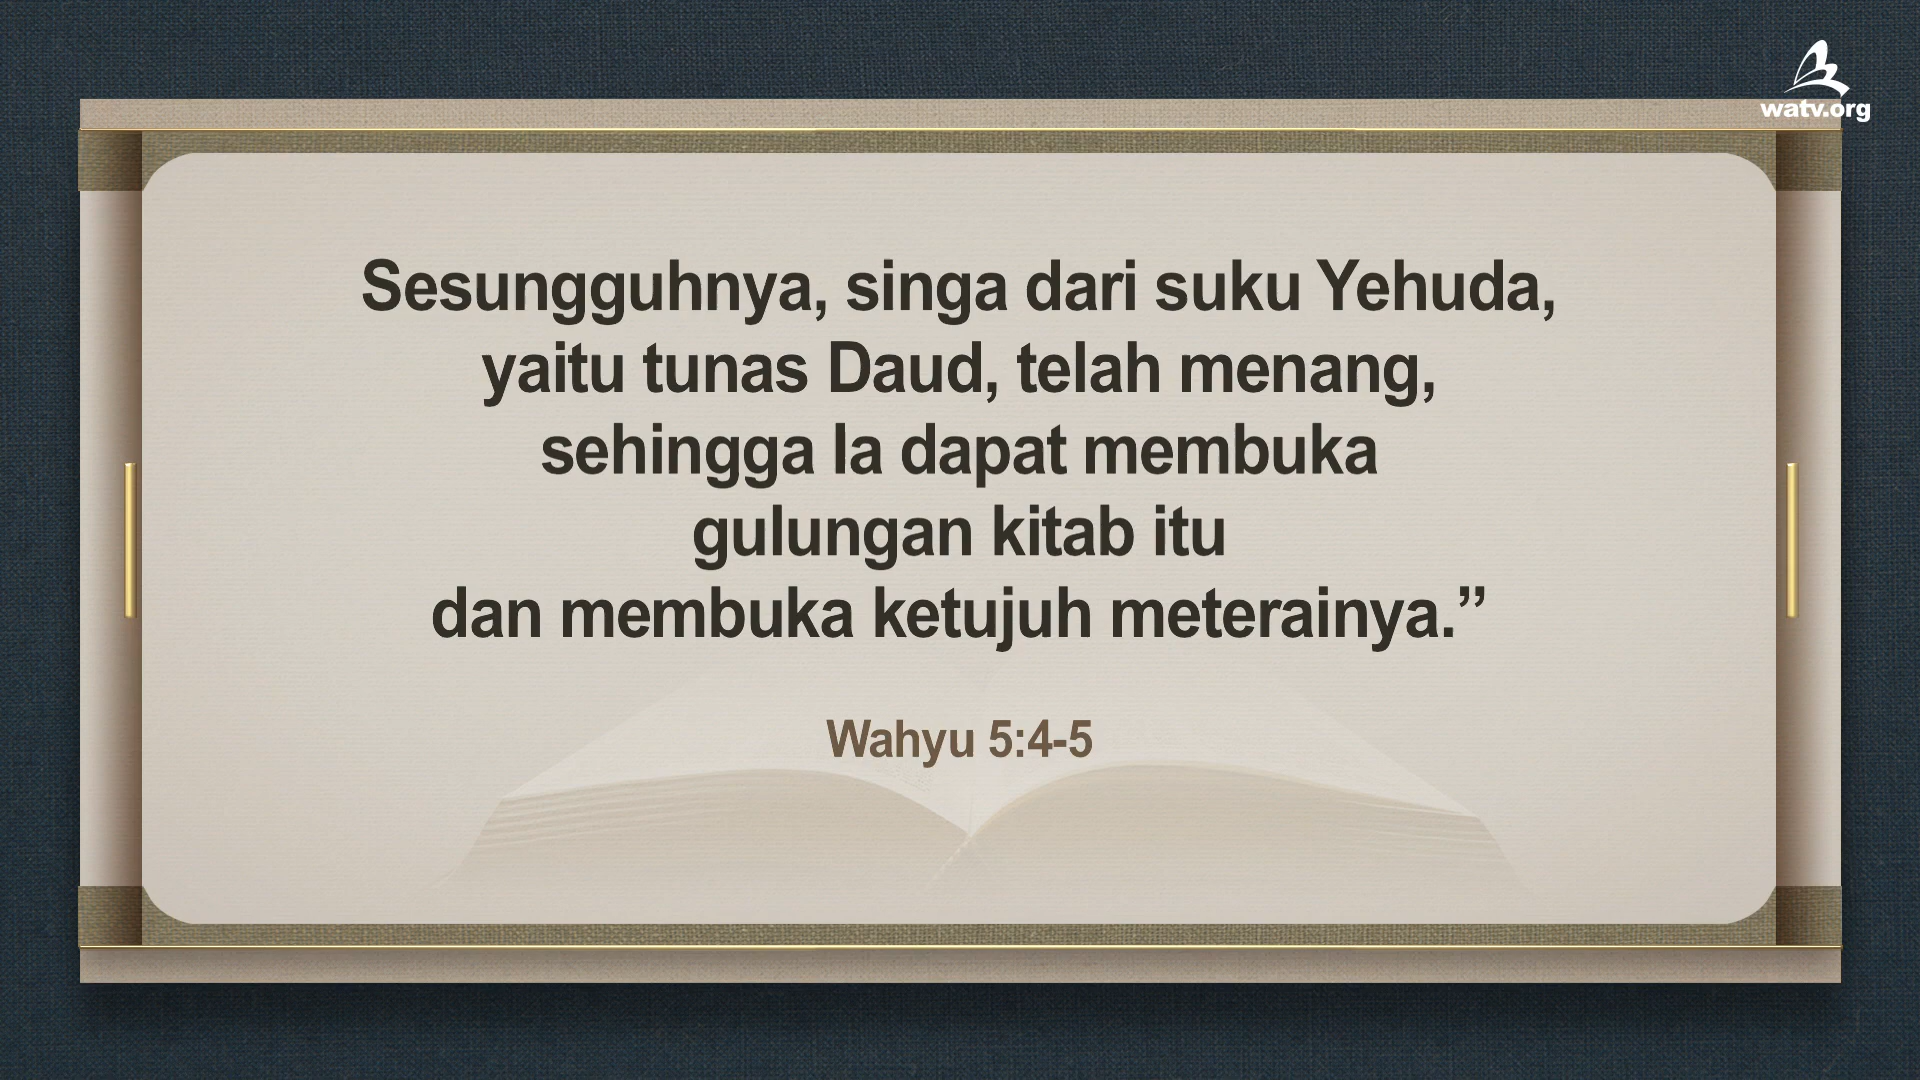 watv.org
Sesungguhnya, singa dari suku Yehuda,
yaitu tunas Daud, telah menang,
sehingga Ia dapat membuka
gulungan kitab itu
dan membuka ketujuh meterainya.”
Wahyu 5:4-5